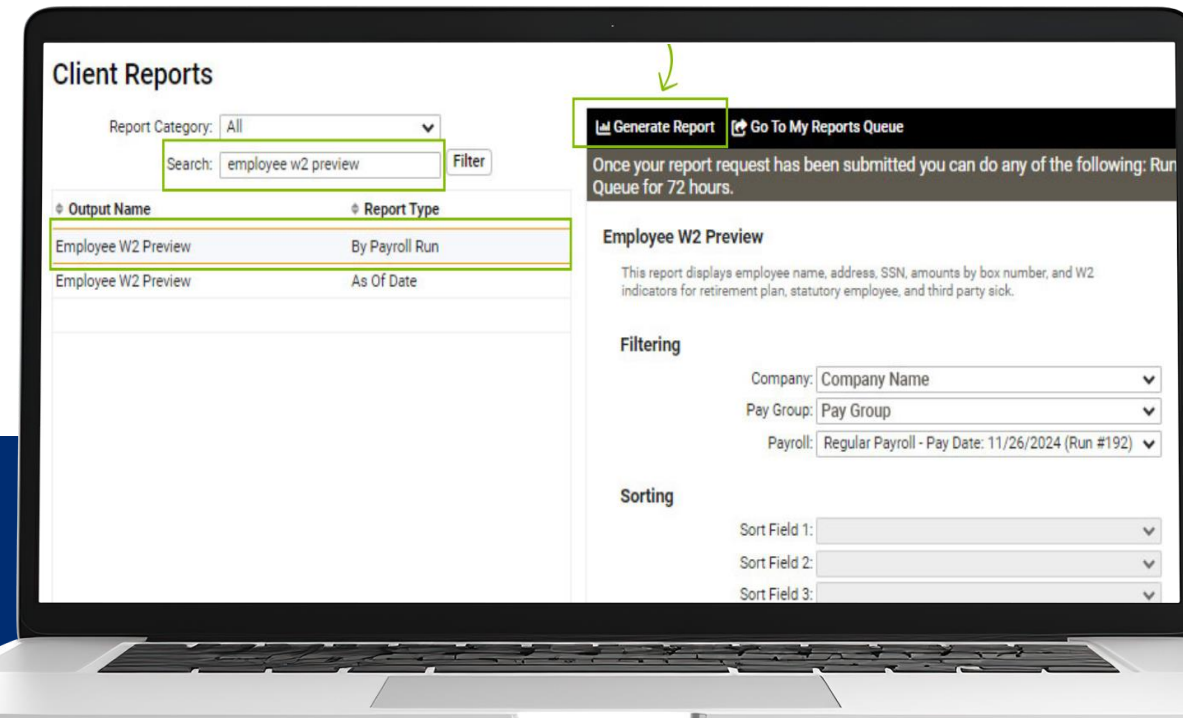 Client Reports
Report Category: All
Search: employee w2 preview Filter
Output Name Report Type
Employee W2 Preview By Payroll Run
Employee W2 Preview As Of Date
Generate Report Go To My Reports Queue
Once your report request has been submitted you can do any of the following: Run
Queue for 72 hours.
Employee W2 Preview
This report displays employee name, address, SSN, amounts by box number, and W2
indicators for retirement plan, statutory employee, and third party sick.
Filtering
Company: Company Name
Pay Group: Pay Group
Payroll: Regular Payroll - Pay Date: 11/26/2024 (Run #192)
Sorting
Sort Field 1:
Sort Field 2:
Sort Field 3: